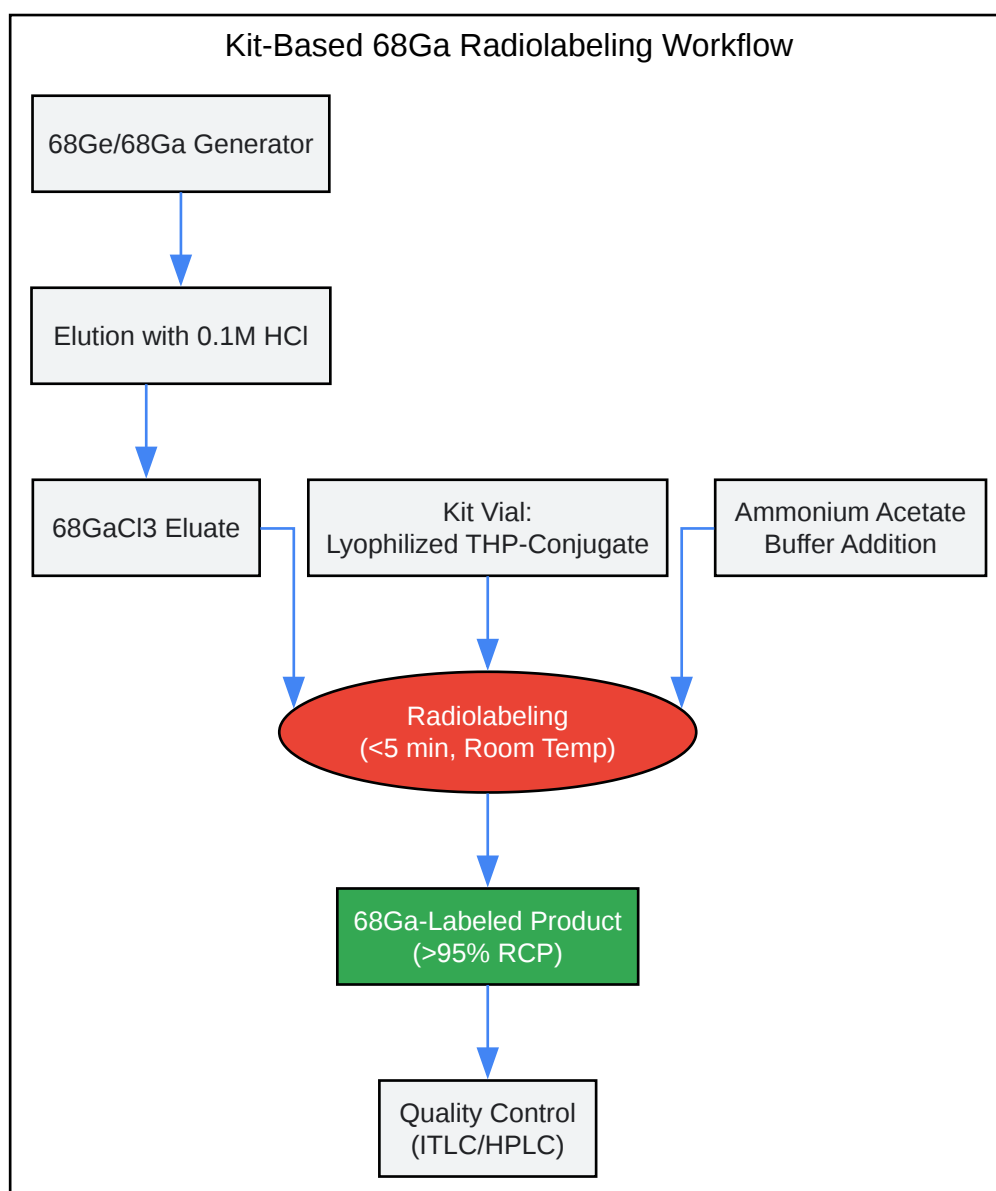 Kit-Based 68Ga Radiolabeling Workflow
68Ge/68Ga Generator
Elution with 0.1M HCl
68GaCl3 Eluate
Kit Vial:
Lyophilized THP-Conjugate
Ammonium Acetate
Buffer Addition
Radiolabeling
(<5 min, Room Temp)
68Ga-Labeled Product
(>95% RCP)
Quality Control
(ITLC/HPLC)